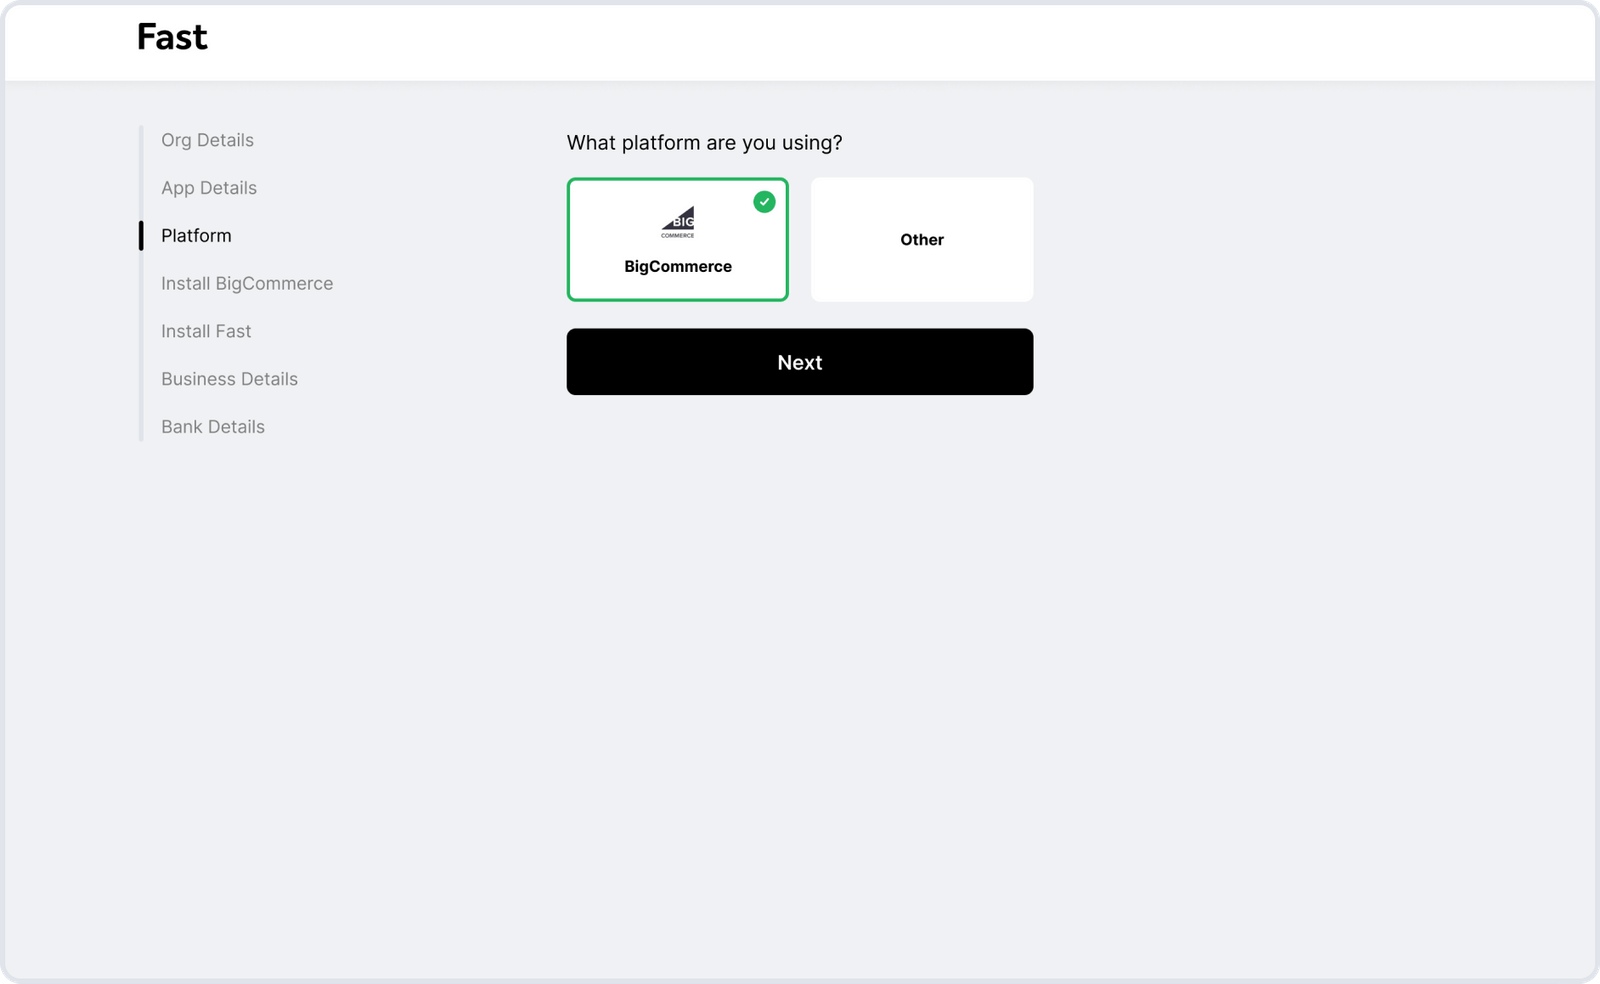 Fast
Org Details
App Details
Platform
Install BigCommerce
Install Fast
Business Details
Bank Details
What platform are you using?
BIG
COMMERCE
BigCommerce
Other
Next